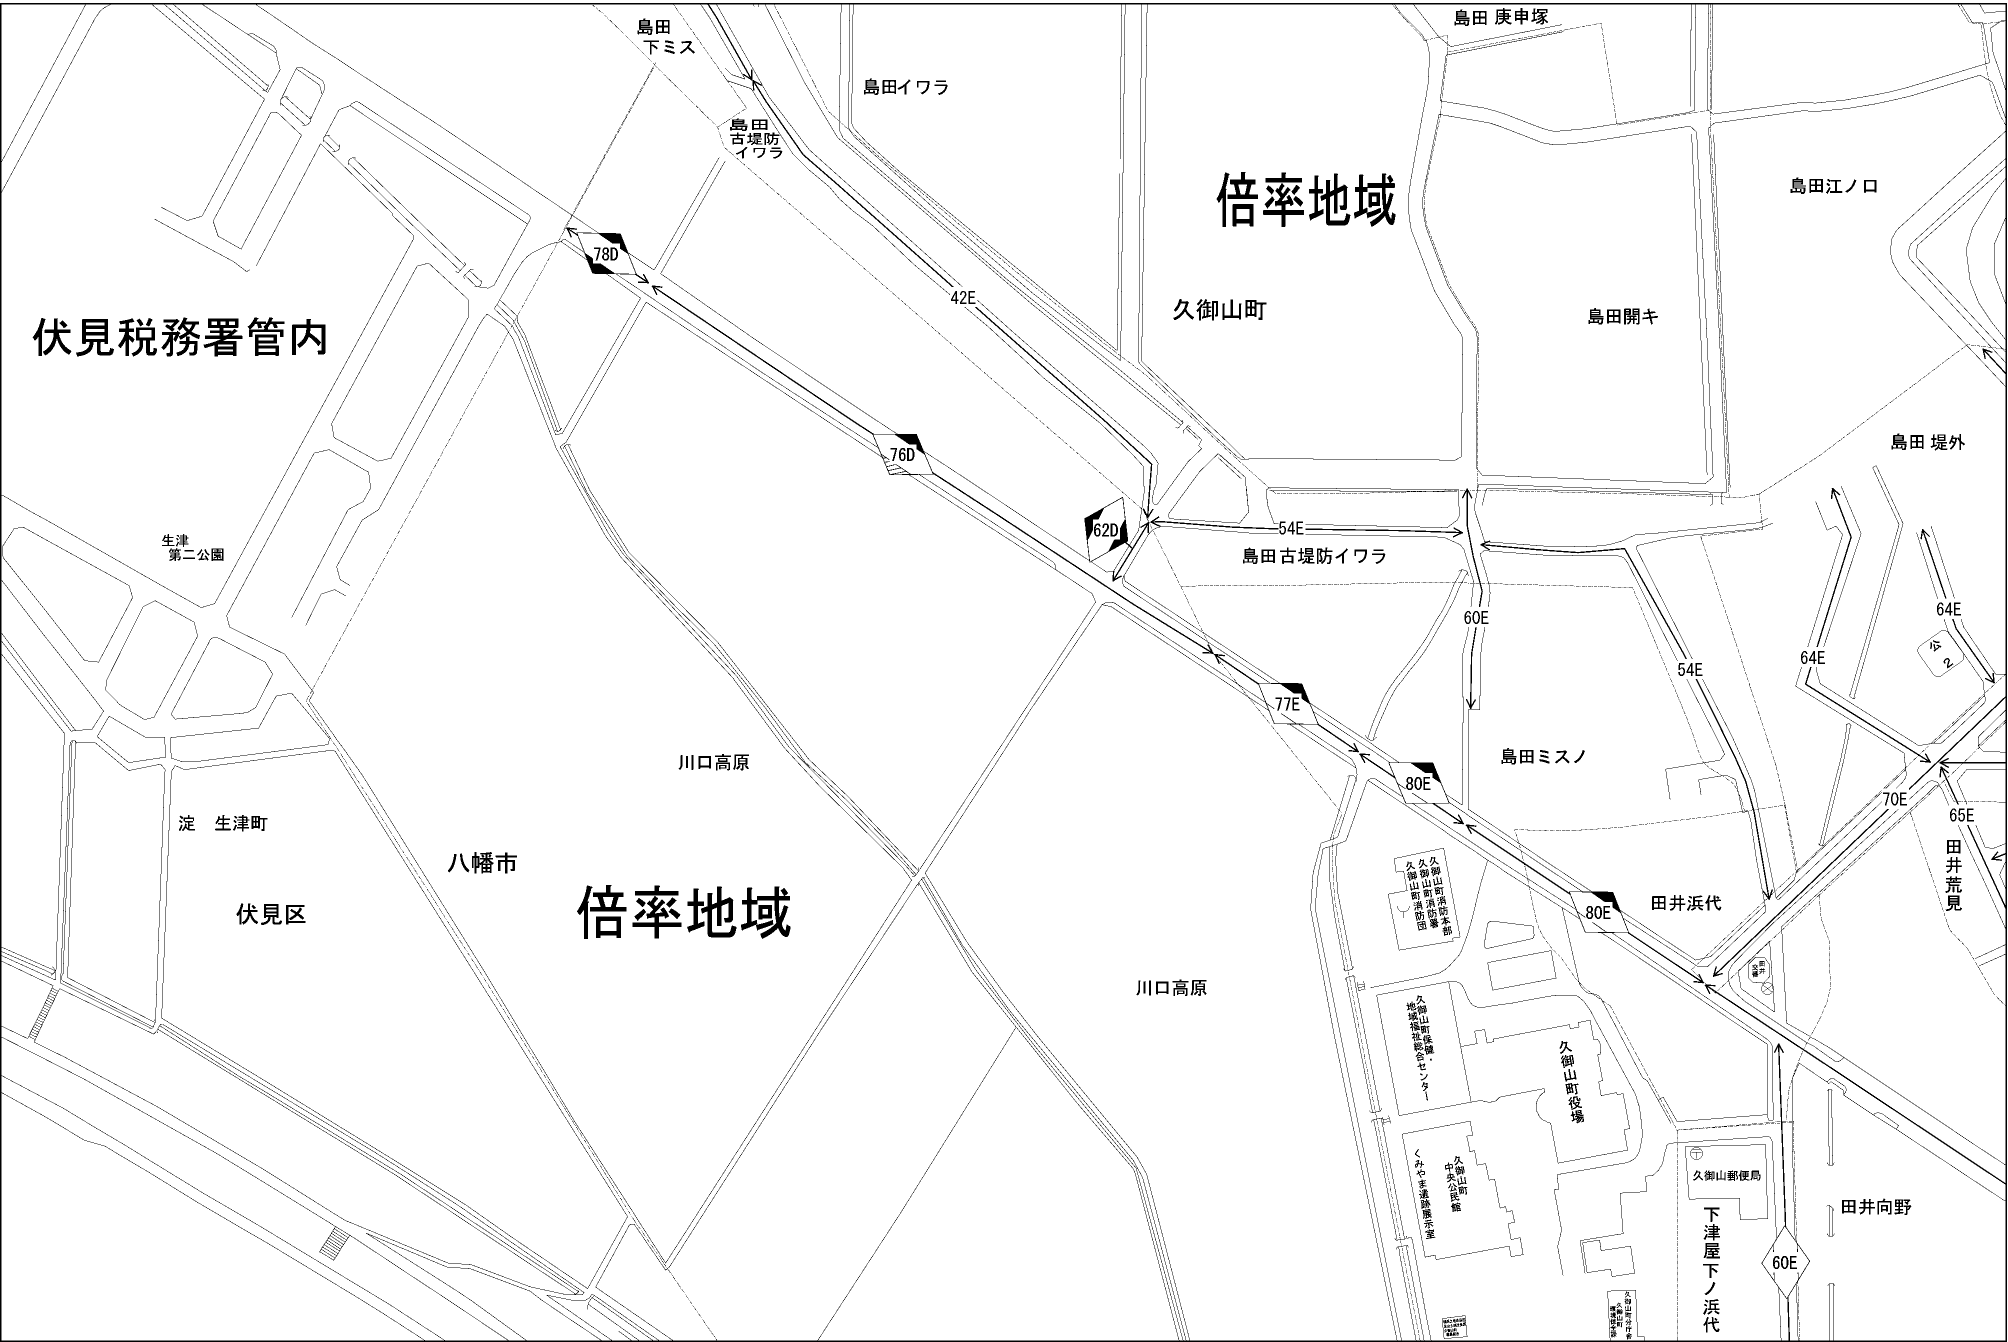 島田
下ミス
島田 庚申塚
島田イワラ
島田
古堤防
イワラ
倍率地域
島田江ノ口
78D
42E
久御山町
島田開キ
伏見税務署管内
76D
島田 堤外
62D
54E
生津
第二公園
島田古堤防イワラ
60E
64E
64E
公
2
54E
77E
川口高原
島田ミスノ
80E
70E
65E
淀 生津町
八幡市
田井荒見
倍率地域
伏見区
久御山町消防本部
久御山町消防署
久御山町消防団
80E
田井浜代
田井
交番
川口高原
久御山町保健・
地域福祉総合センター
久御山町役場
久御山町
中央公民館
くみやま遺跡展示室
久御山郵便局
下津屋下ノ浜代
田井向野
60E